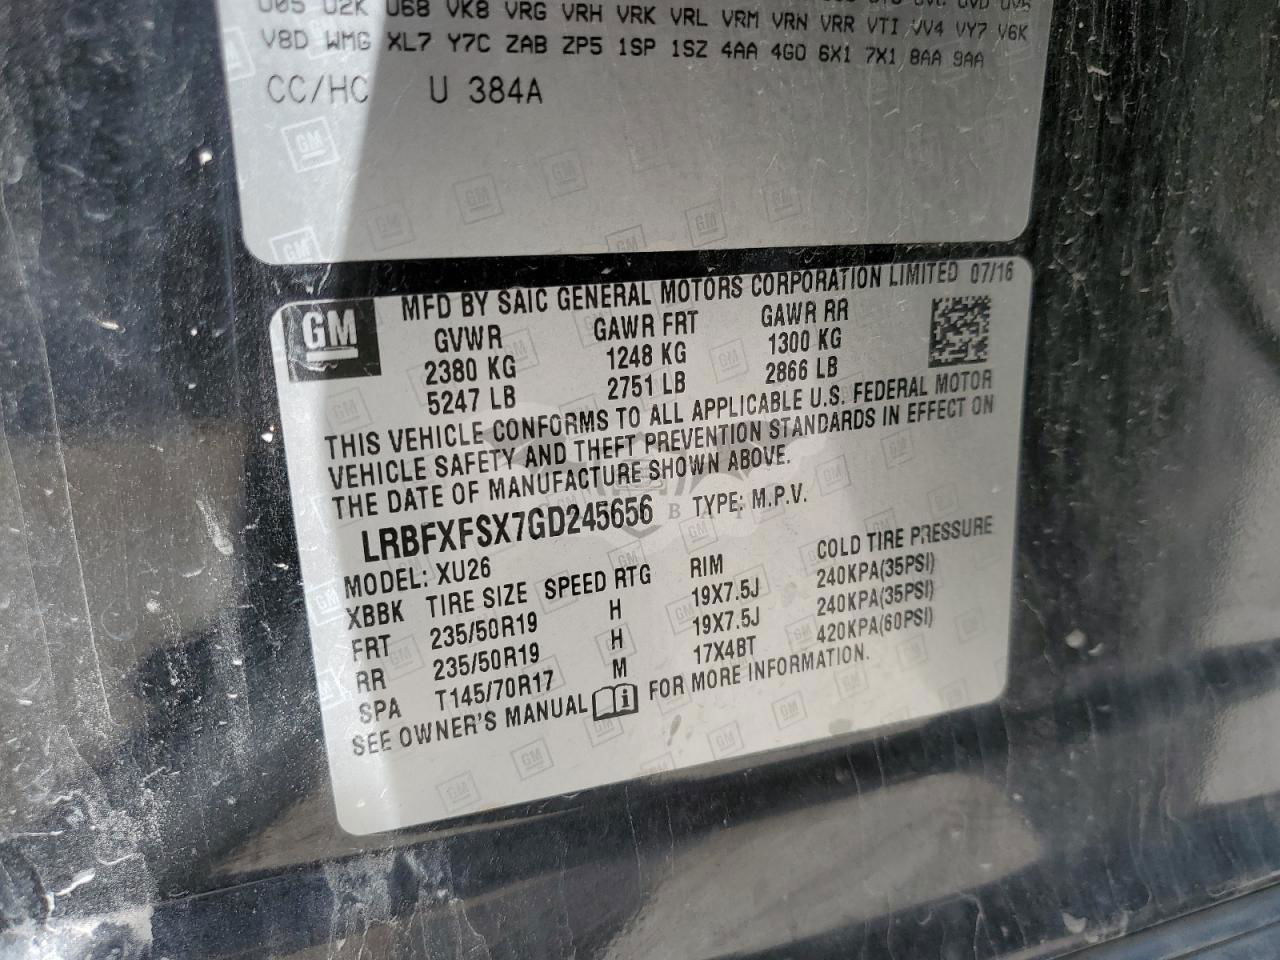 U05 U2K U68 VK8 VRG VRH VRK VRL VRM VRN VRR VTI VV4 VY7 V6K
V8D WMG XL7 Y7C ZAB ZP5 1SP 1SZ 4AA 4G0 6X1 7X1 8AA 9AA
CC/HC U 384A
GM
MFD BY SAIC GENERAL MOTORS CORPORATION LIMITED 07/16
GVWR GAWR FRT GAWR RR
2380 KG 1248 KG 1300 KG
5247 LB 2751 LB 2866 LB
THIS VEHICLE CONFORMS TO ALL APPLICABLE U.S. FEDERAL MOTOR
VEHICLE SAFETY AND THEFT PREVENTION STANDARDS IN EFFECT ON
THE DATE OF MANUFACTURE SHOWN ABOVE.
LRBFXFSX7GD245656 TYPE: M.P.V.
MODEL: XU26
XBBK TIRE SIZE SPEED RTG RIM COLD TIRE PRESSURE
FRT 235/50R19 H 19X7.5J 240KPA(35PSI)
RR 235/50R19 H 19X7.5J 240KPA(35PSI)
SPA T145/70R17 M 17X4BT 420KPA(60PSI)
SEE OWNER'S MANUAL FOR MORE INFORMATION.